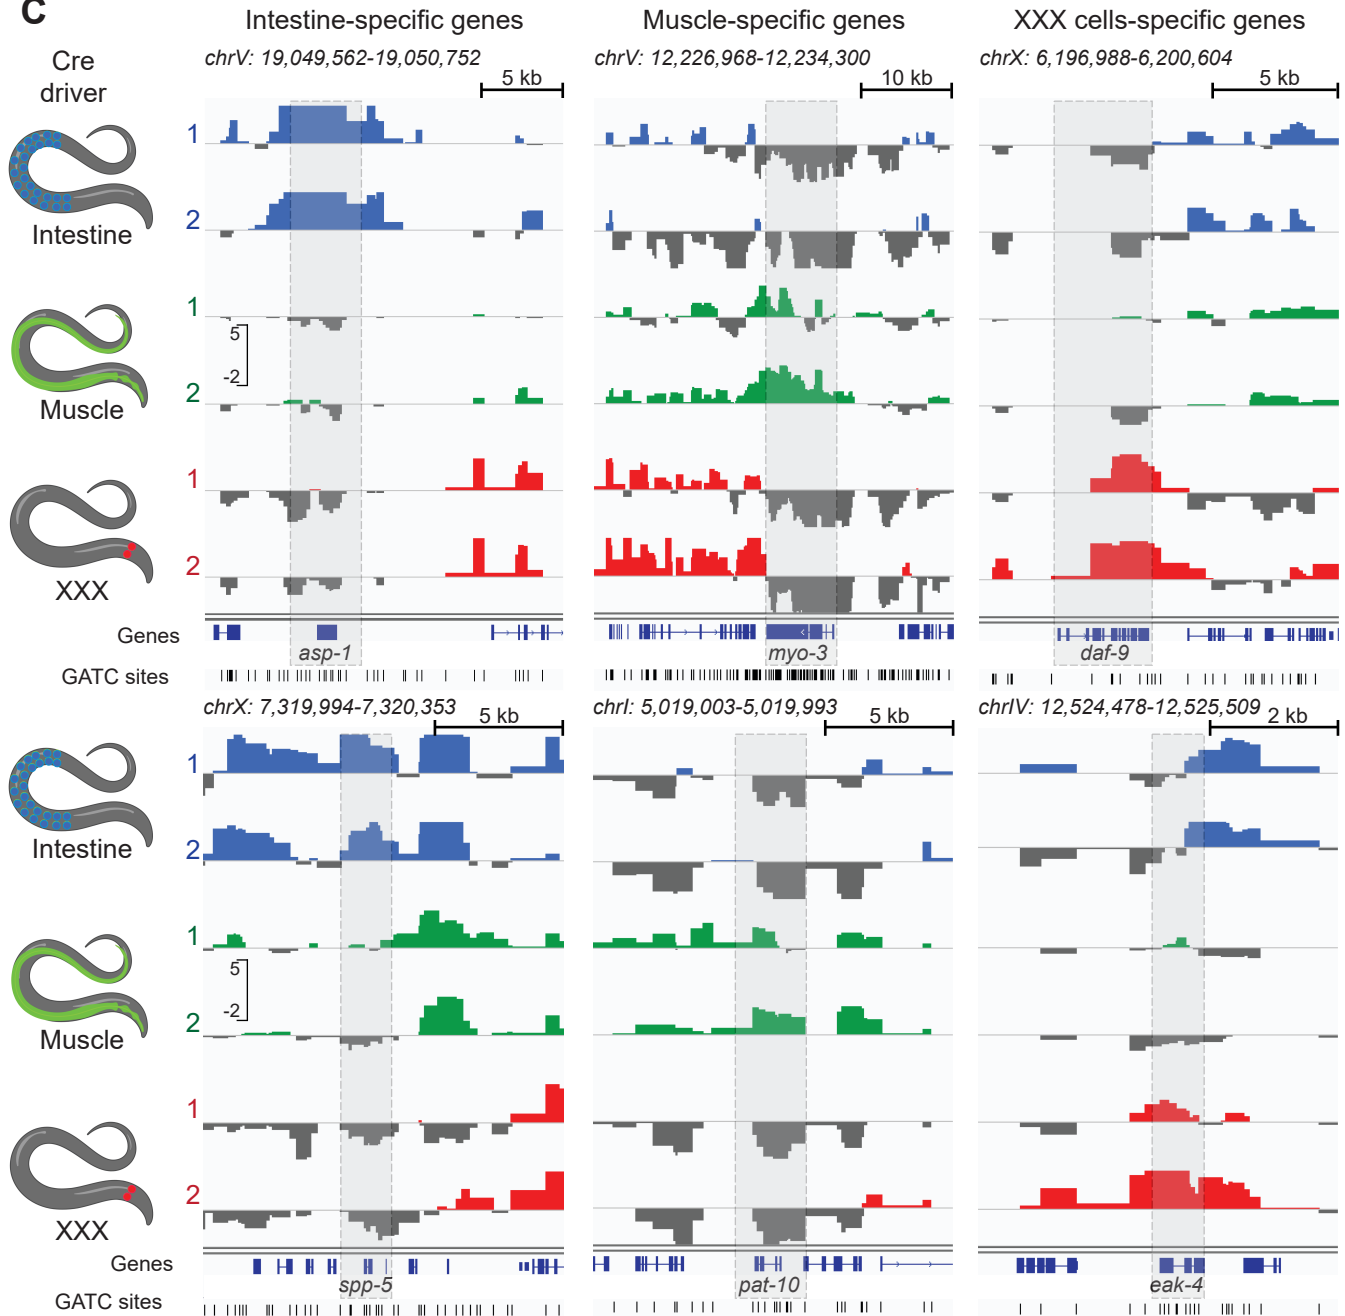 C
Intestine-specific genes
Muscle-specific genes
XXX cells-specific genes
Cre
driver
chrV: 19,049,562-19,050,752
5 kb
chrV: 12,226,968-12,234,300
10 kb
chrX: 6,196,988-6,200,604
5 kb
1
2
Intestine
1
5
-2
2
Muscle
1
2
XXX
Genes
asp-1
myo-3
daf-9
GATC sites
chrX: 7,319,994-7,320,353
5 kb
chrI: 5,019,003-5,019,993
5 kb
chrIV: 12,524,478-12,525,509
2 kb
1
2
Intestine
1
5
-2
2
Muscle
1
2
XXX
Genes
spp-5
pat-10
eak-4
GATC sites